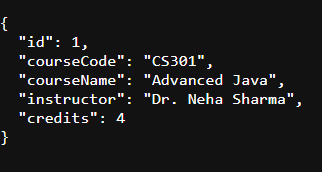 {
  "id": 1,
  "courseCode": "CS301",
  "courseName": "Advanced Java",
  "instructor": "Dr. Neha Sharma",
  "credits": 4
}